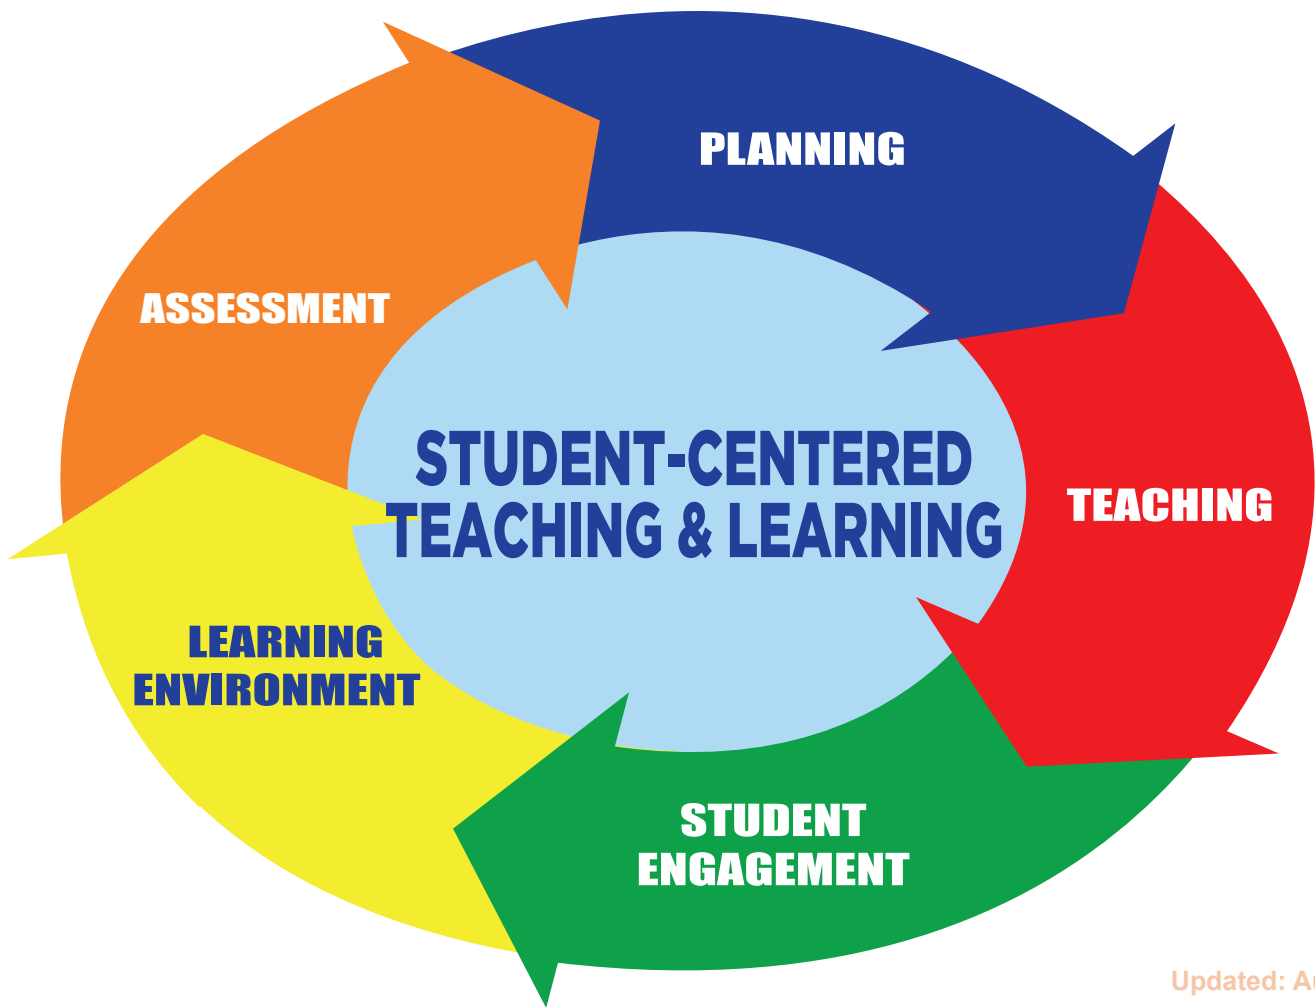 PLANNING
ASSESSMENT
STUDENT-CENTERED
TEACHING & LEARNING
TEACHING
LEARNING
ENVIRONMENT
STUDENT
ENGAGEMENT
Updated: